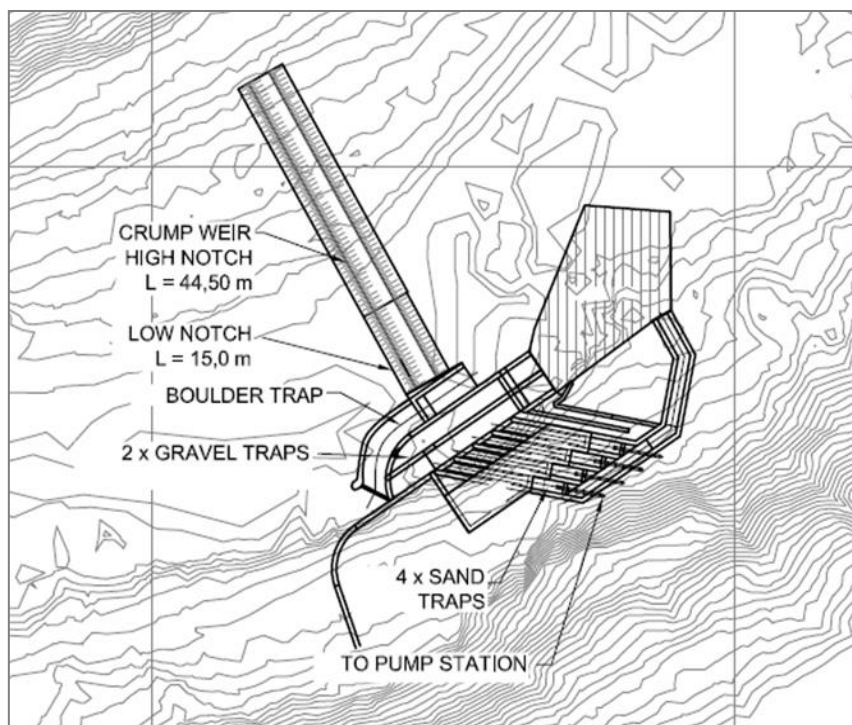 CRUMP WEIR
HIGH NOTCH
L = 44,50 m
LOW NOTCH
L = 15,0 m
BOULDER TRAP
2 x GRAVEL TRAPS
4 x SAND
TRAPS
TO PUMP STATION